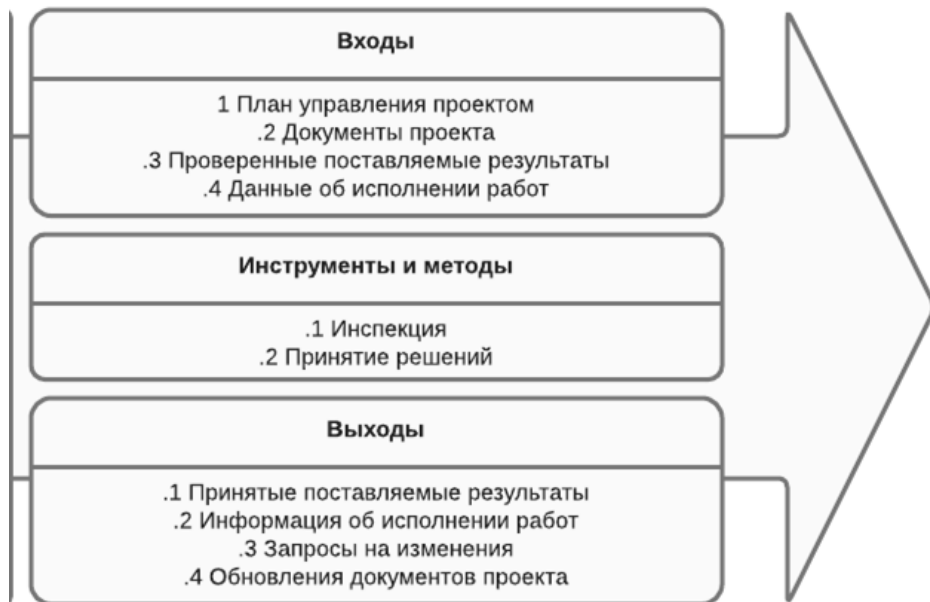 Входы
1 План управления проектом
.2 Документы проекта
.3 Проверенные поставляемые результаты
.4 Данные об исполнении работ
Инструменты и методы
.1 Инспекция
.2 Принятие решений
Выходы
.1 Принятые поставляемые результаты
.2 Информация об исполнении работ
.3 Запросы на изменения
.4 Обновления документов проекта